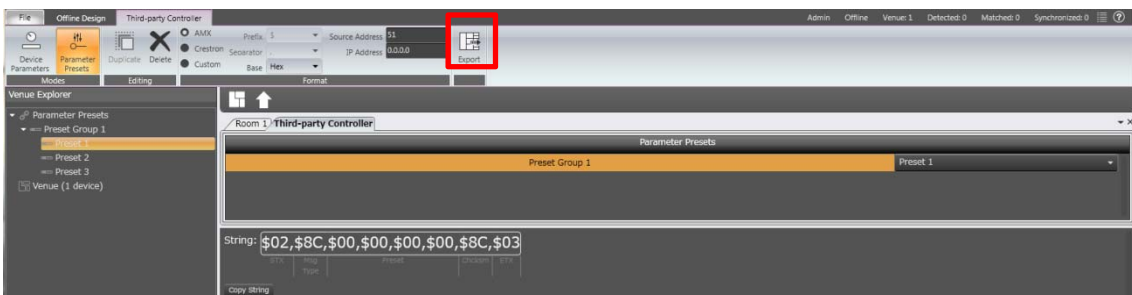 File Offline Design Third-party Controller Admin Offline Venue: 1 Detected: 0 Matched: 0 Synchronized: 0
Device Parameters
Parameter Presets
Modes
Duplicate
Delete
Editing
AMX
Crestron
Custom
Prefix $
Separator ,
Base Hex
Source Address 51
IP Address 0.0.0.0
Format
Export
Venue Explorer
Parameter Presets
Preset Group 1
Preset 1
Preset 2
Preset 3
Venue (1 device)
Room 1 Third-party Controller
Parameter Presets
Preset Group 1 Preset 1
String: $02,$8C,$00,$00,$00,$00,$8C,$03
STX Msg Type Preset Chcksm ETX
Copy String